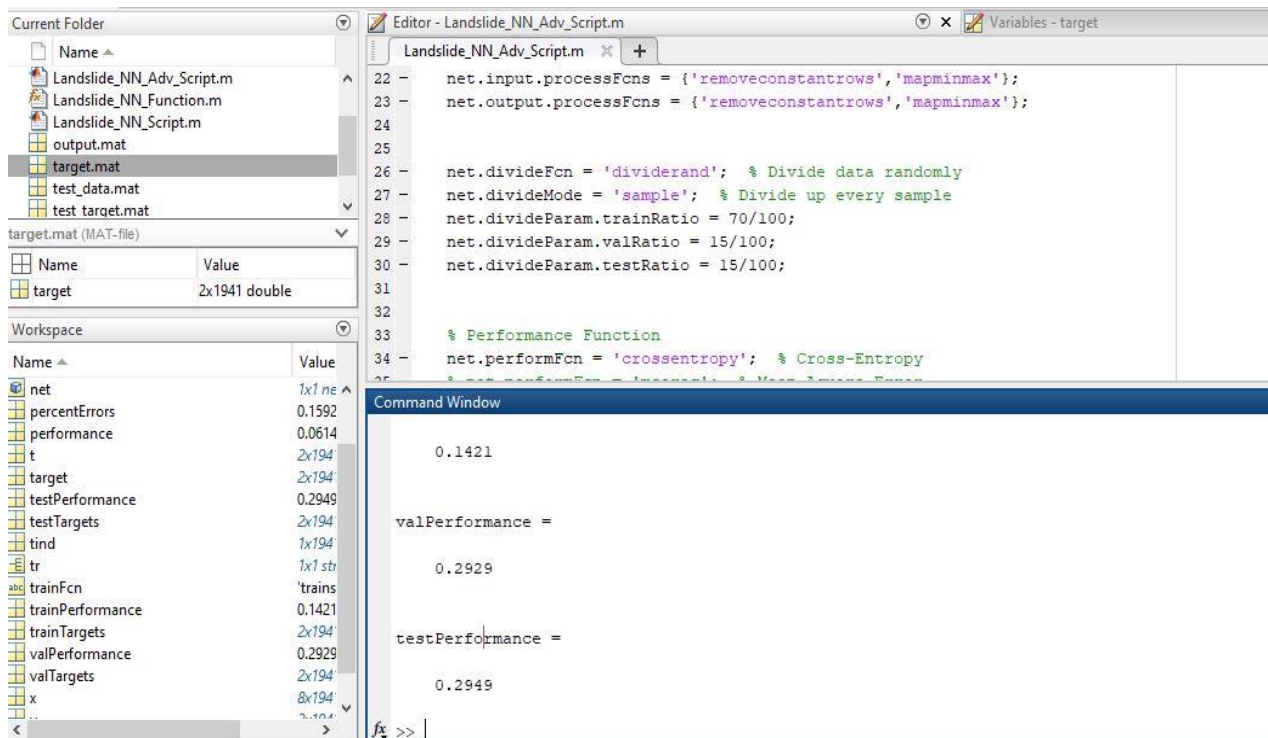 Current Folder
Name
Landslide_NN_Adv_Script.m
Landslide_NN_Function.m
Landslide_NN_Script.m
output.mat
target.mat
test_data.mat
test_target.mat
target.mat (MAT-file)
Name Value
target 2x1941 double
Workspace
Name Value
net 1x1 ne
percentErrors 0.1592
performance 0.0614
t 2x194
target 2x194
testPerformance 0.2949
testTargets 2x194
tind 1x194
tr 1x1 str
trainFcn 'trains
trainPerformance 0.1421
trainTargets 2x194
valPerformance 0.2929
valTargets 2x194
x 8x194
Editor - Landslide_NN_Adv_Script.m
Variables - target
Landslide_NN_Adv_Script.m
22 - net.input.processFcns = {'removeconstantrows','mapminmax'};
23 - net.output.processFcns = {'removeconstantrows','mapminmax'};
24
25
26 - net.divideFcn = 'dividerand'; % Divide data randomly
27 - net.divideMode = 'sample'; % Divide up every sample
28 - net.divideParam.trainRatio = 70/100;
29 - net.divideParam.valRatio = 15/100;
30 - net.divideParam.testRatio = 15/100;
31
32
33 % Performance Function
34 - net.performFcn = 'crossentropy'; % Cross-Entropy
Command Window
0.1421
valPerformance =
0.2929
testPerformance =
0.2949
fx >>